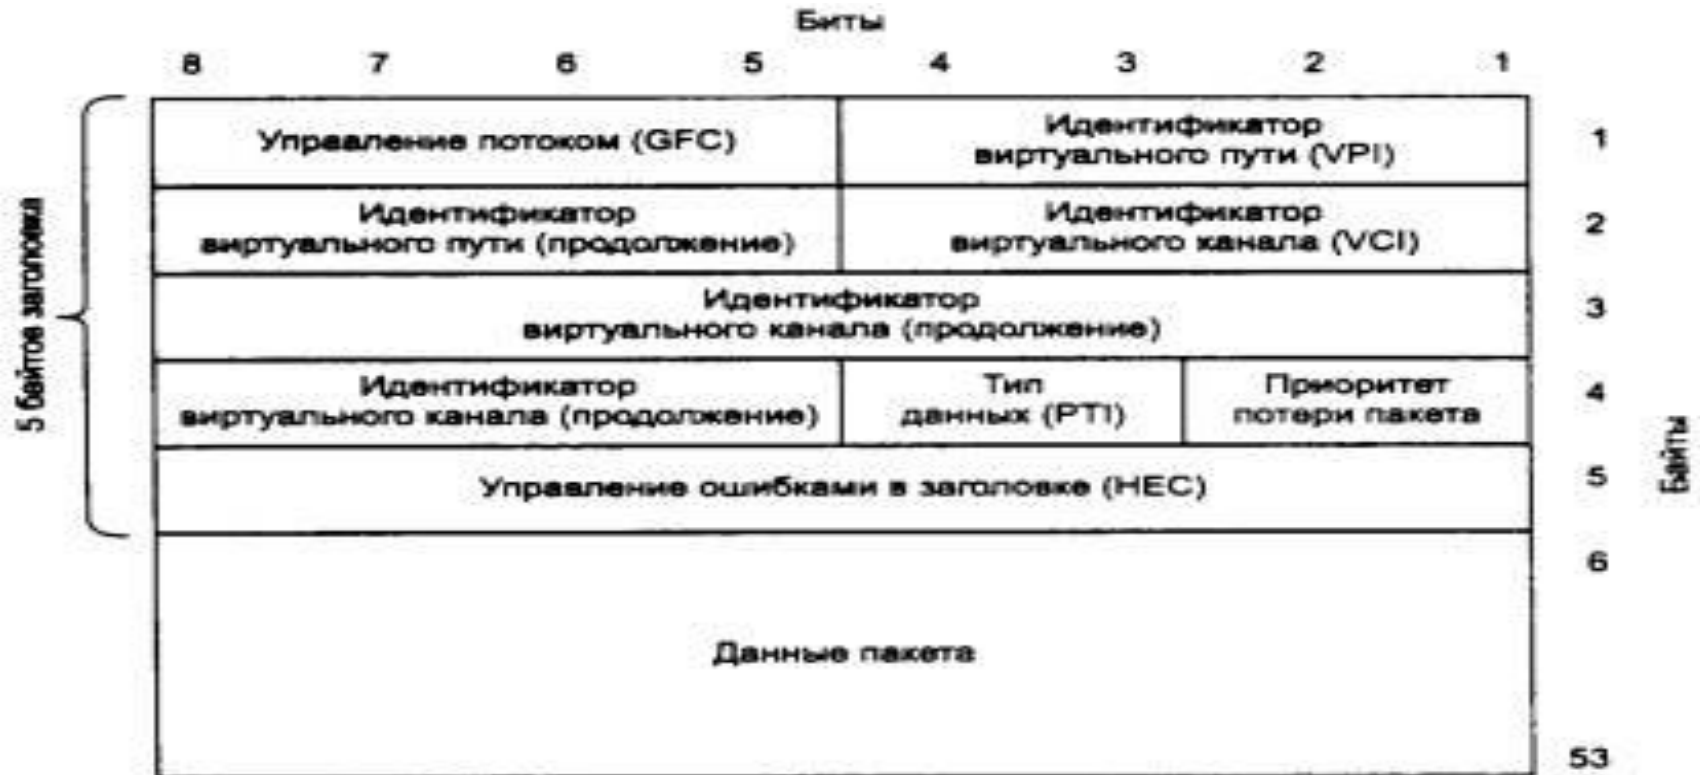 Биты
8 7 6 5 4 3 2 1
Управление потоком (GFC)
Идентификатор
виртуального пути (VPI)
1
Идентификатор
виртуального пути (продолжение)
Идентификатор
виртуального канала (VCI)
2
Идентификатор
виртуального канала (продолжение)
3
Идентификатор
виртуального канала (продолжение)
Тип
данных (PTI)
Приоритет
потери пакета
4
Управление ошибками в заголовке (HEC)
5
5 байтов заголовка
Байты
6
Данные пакета
53